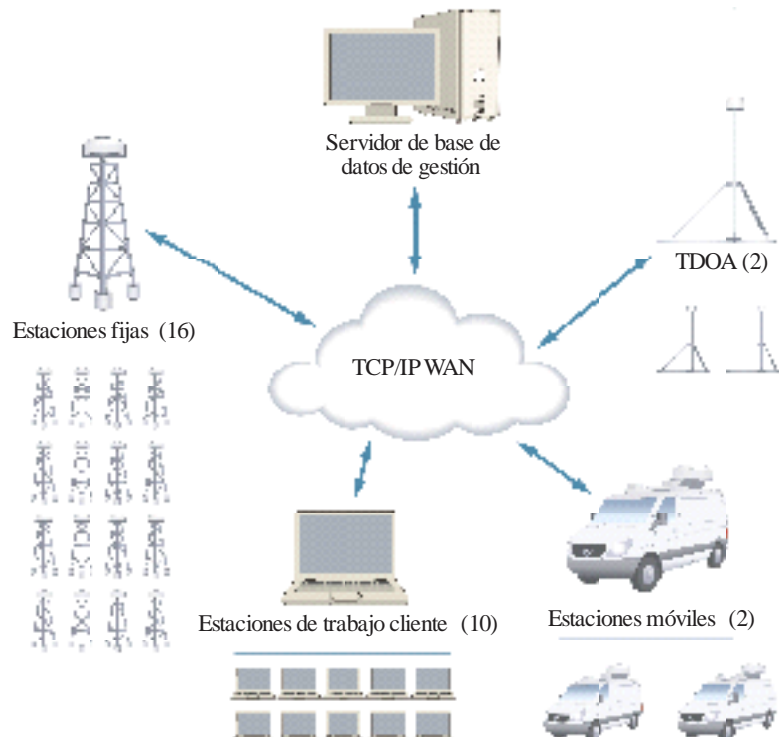 Servidor de base de
datos de gestión
TDOA (2)
Estaciones fijas (16)
TCP/IP WAN
Estaciones de trabajo cliente (10)
Estaciones móviles (2)